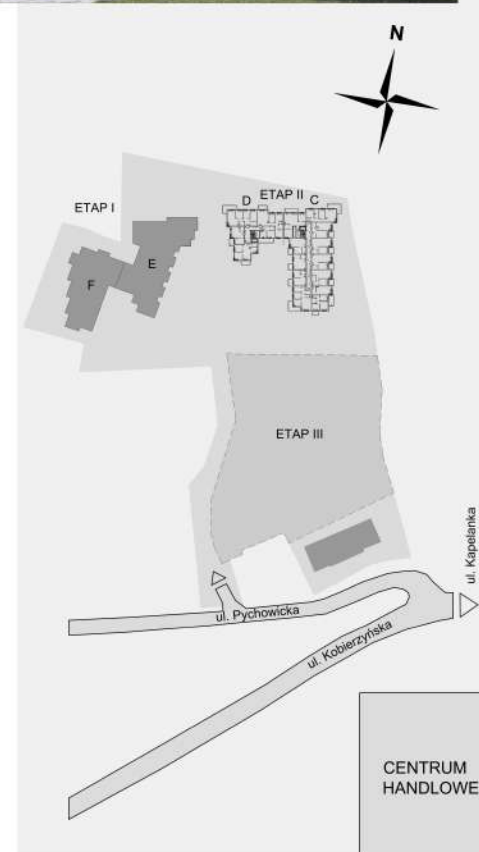 N
ETAP I
D
ETAP II
C
E
F
ETAP III
ul. Kapelanka
ul. Pychowicka
ul. Kobierzyńska
CENTRUM
HANDLOWE